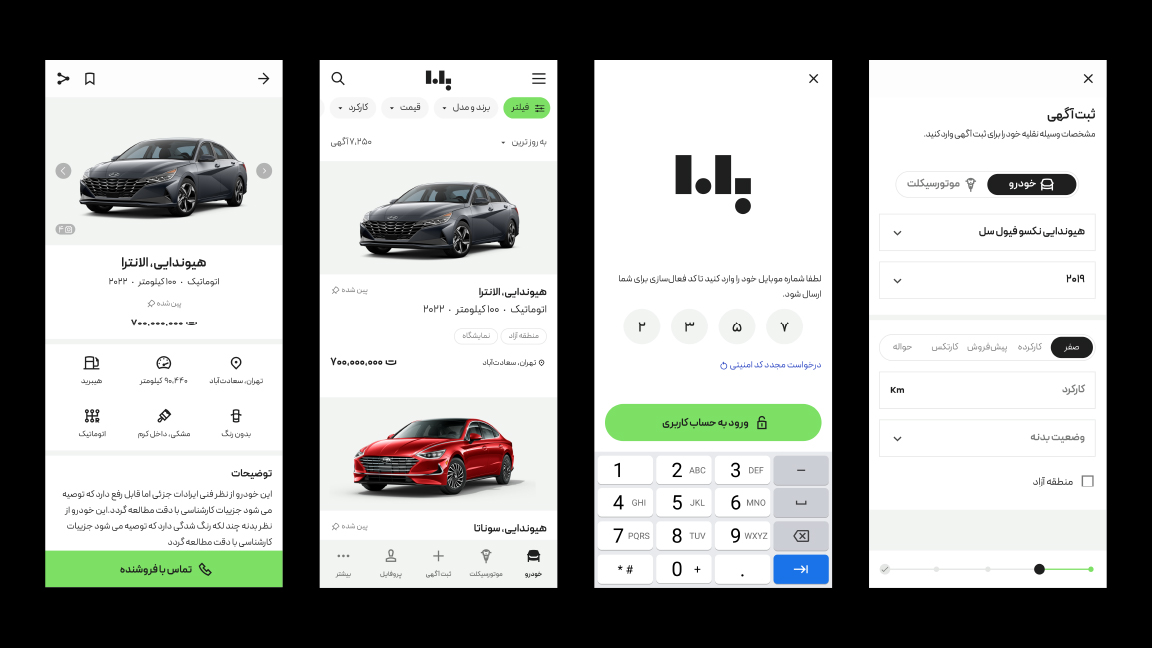 هیوندایی، الانترا
اتوماتیک • ۱۰۰ کیلومتر • ۲۰۲۲
پین شده
۷۰۰,۰۰۰,۰۰۰
تهران، سعادت‌آباد
۹۰,۴۴۰ کیلومتر
هیبرید
بدون رنگ
مشکی، داخل کرم
اتوماتیک
توضیحات
این خودرو از نظر فنی ایرادات جزئی اما قابل رفع دارد که توصیه
می شود جزییات کارشناسی با دقت مطالعه گردد.این خودرو از
نظر بدنه چند لکه رنگ شدگی دارد که توصیه می شود جزییات
کارشناسی با دقت مطالعه گردد
تماس با فروشنده
فیلتر
برند و مدل
قیمت
کارکرد
به روز ترین
۷,۲۵۰ آگهی
هیوندایی، الانترا
پین شده
اتوماتیک • ۱۰۰ کیلومتر • ۲۰۲۲
منطقه آزاد
نمایشگاه
تهران، سعادت‌آباد
۷۰۰,۰۰۰,۰۰۰ ت
هیوندایی، سوناتا
پین شده
خودرو
موتورسیکلت
ثبت آگهی
پروفایل
بیشتر
لطفا شماره موبایل خود را وارد کنید تا کد فعال‌سازی برای شما
ارسال شود.
۲ ۳ ۵ ۷
درخواست مجدد کد امنیتی
ورود به حساب کاربری
1
2 ABC
3 DEF
–
4 GHI
5 JKL
6 MNO
7 PQRS
8 TUV
9 WXYZ
* #
0 +
.
ثبت آگهی
مشخصات وسیله نقلیه خود را برای ثبت آگهی وارد کنید.
خودرو
موتورسیکلت
هیوندایی نکسو فیول سل
۲۰۱۹
صفر
کارکرده
پیش‌فروش
کارتکس
حواله
کارکرد
Km
وضعیت بدنه
منطقه آزاد